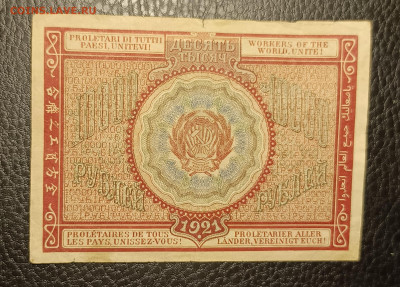 COINS.LAVE.RU
PROLETARI DI TUTTI
PAESI, UNITEVI!
ДЕСЯТЬ
ТЫСЯЧ
WORKERS OF THE
WORLD, UNITE!
10000
10000
РУБЛЕЙ
РУБЛЕЙ
1921
PROLÉTAIRES DE TOUS
LES PAYS, UNISSEZ-VOUS!
PROLETARIER ALLER
LÄNDER, VEREINIGT EUCH!